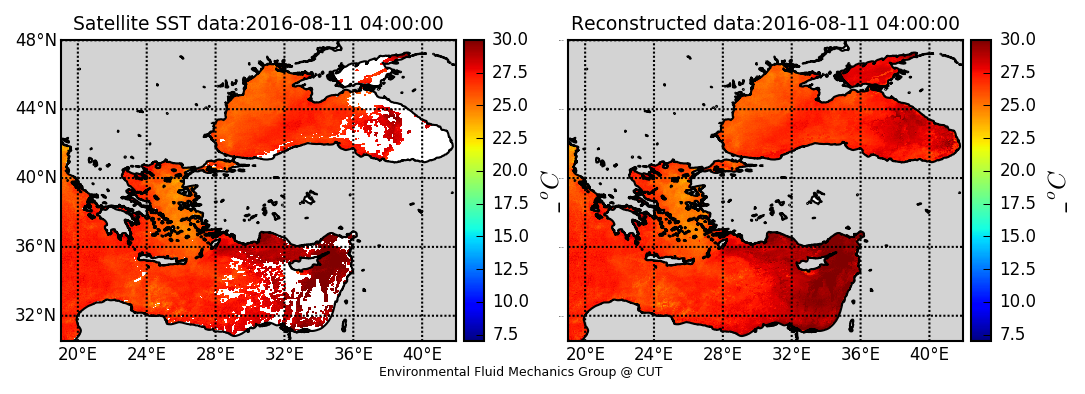 Satellite SST data:2016-08-11 04:00:00
48°N
44°N
40°N
36°N
32°N
20°E 24°E 28°E 32°E 36°E 40°E
30.0
27.5
25.0
22.5
20.0
17.5
15.0
12.5
10.0
7.5
_ °C
Reconstructed data:2016-08-11 04:00:00
20°E 24°E 28°E 32°E 36°E 40°E
30.0
27.5
25.0
22.5
20.0
17.5
15.0
12.5
10.0
7.5
_ °C
Environmental Fluid Mechanics Group @ CUT